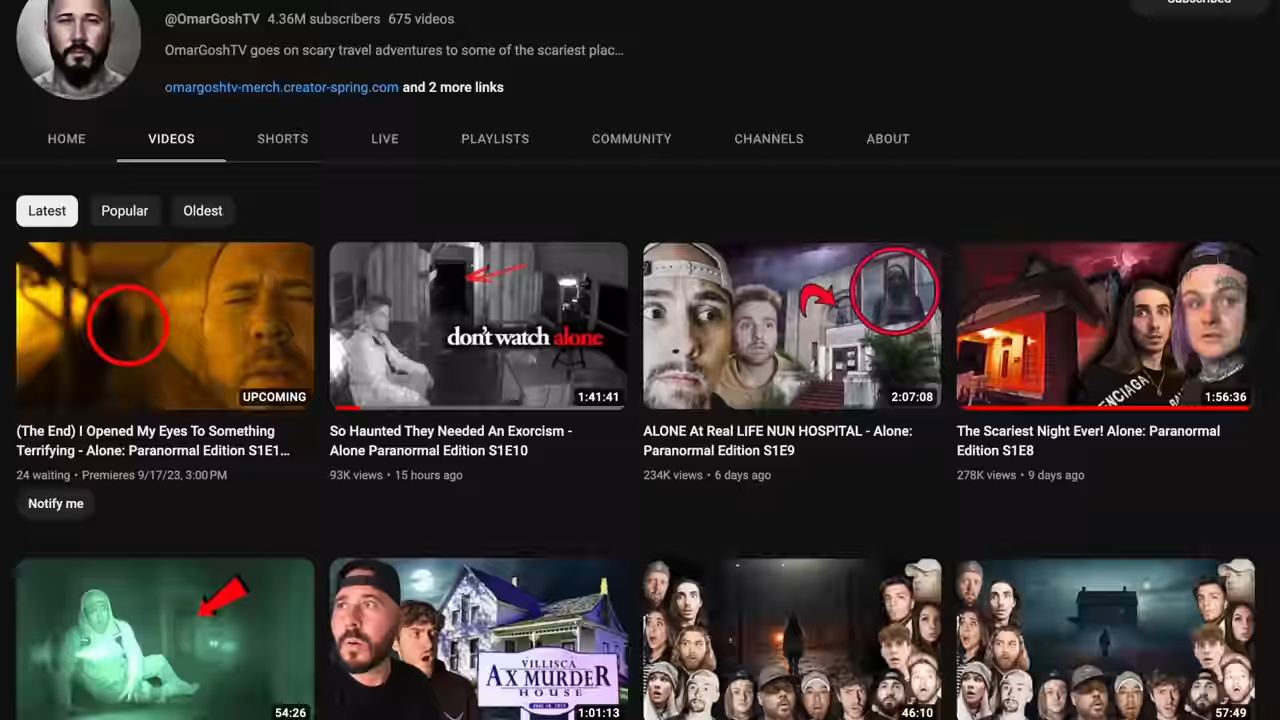 Subscribed
@OmarGoshTV 4.36M subscribers 675 videos
OmarGoshTV goes on scary travel adventures to some of the scariest plac...
omargoshtv-merch.creator-spring.com and 2 more links
HOME VIDEOS SHORTS LIVE PLAYLISTS COMMUNITY CHANNELS ABOUT
Latest Popular Oldest
UPCOMING
don't watch alone
1:41:41
2:07:08
ENCIAGA
1:56:36
(The End) I Opened My Eyes To Something
Terrifying - Alone: Paranormal Edition S1E1...
24 waiting • Premieres 9/17/23, 3:00 PM
Notify me
So Haunted They Needed An Exorcism -
Alone Paranormal Edition S1E10
93K views • 15 hours ago
ALONE At Real LIFE NUN HOSPITAL - Alone:
Paranormal Edition S1E9
234K views • 6 days ago
The Scariest Night Ever! Alone: Paranormal
Edition S1E8
278K views • 9 days ago
54:26
VILLISCA
AX MURDER
HOUSE
1:01:13
46:10
57:49